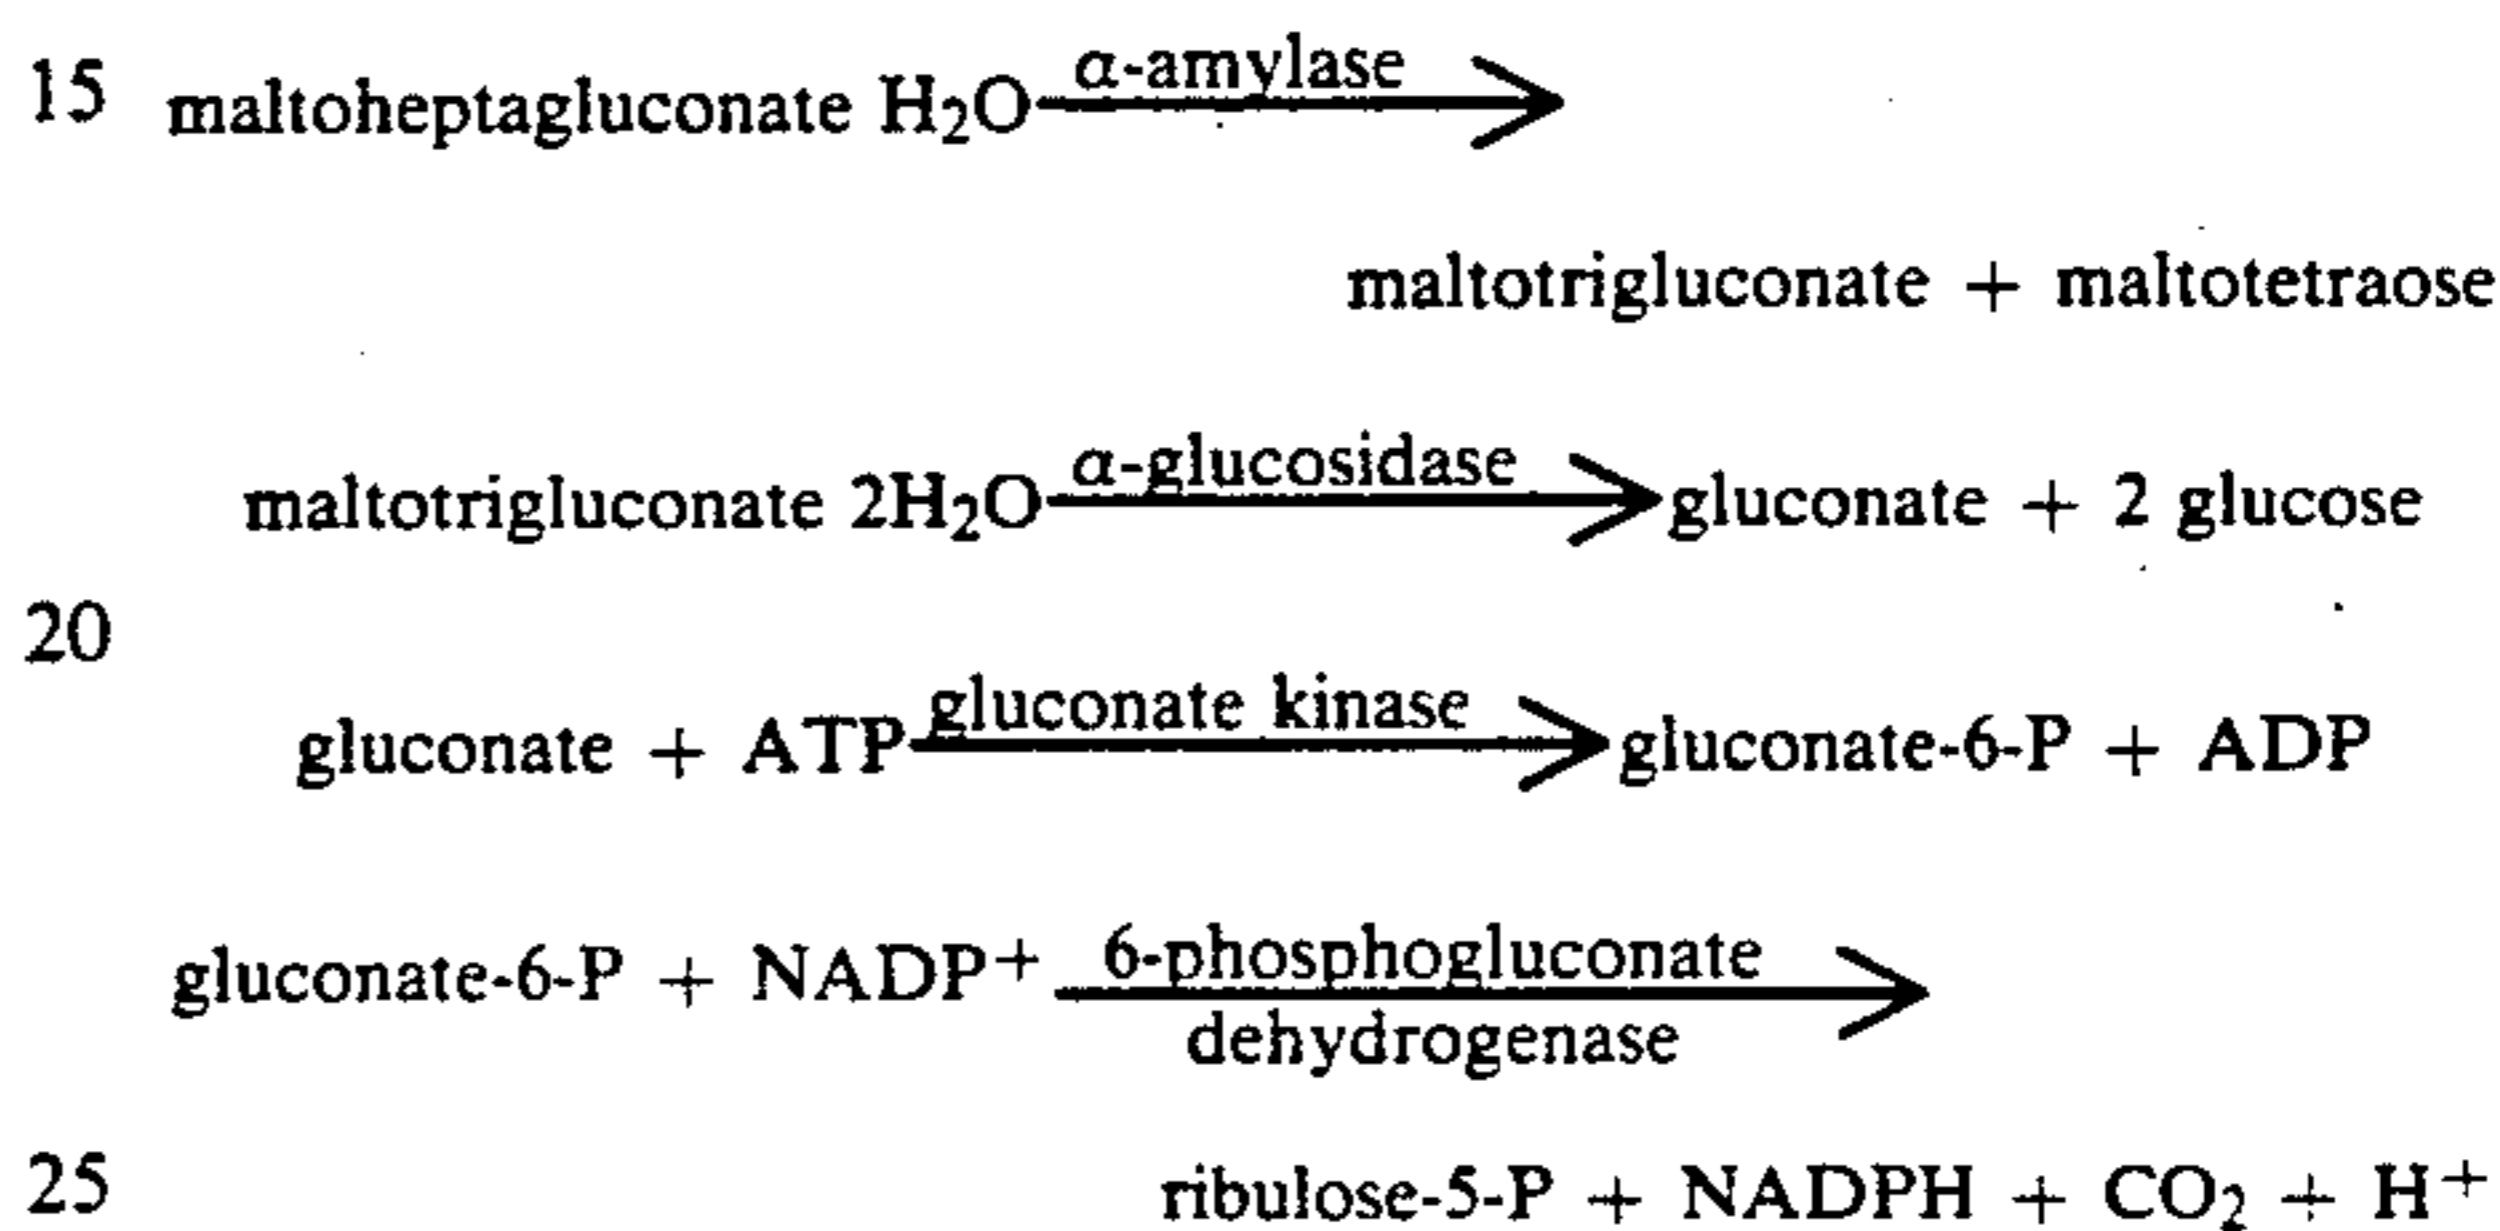 15 maltoheptagluconate H₂O α-amylase
maltotrigluconate + maltotetraose
maltotrigluconate 2H₂O α-glucosidase gluconate + 2 glucose
20
gluconate + ATP gluconate kinase gluconate-6-P + ADP
gluconate-6-P + NADP⁺ 6-phosphogluconate
dehydrogenase
25 ribulose-5-P + NADPH + CO₂ + H⁺